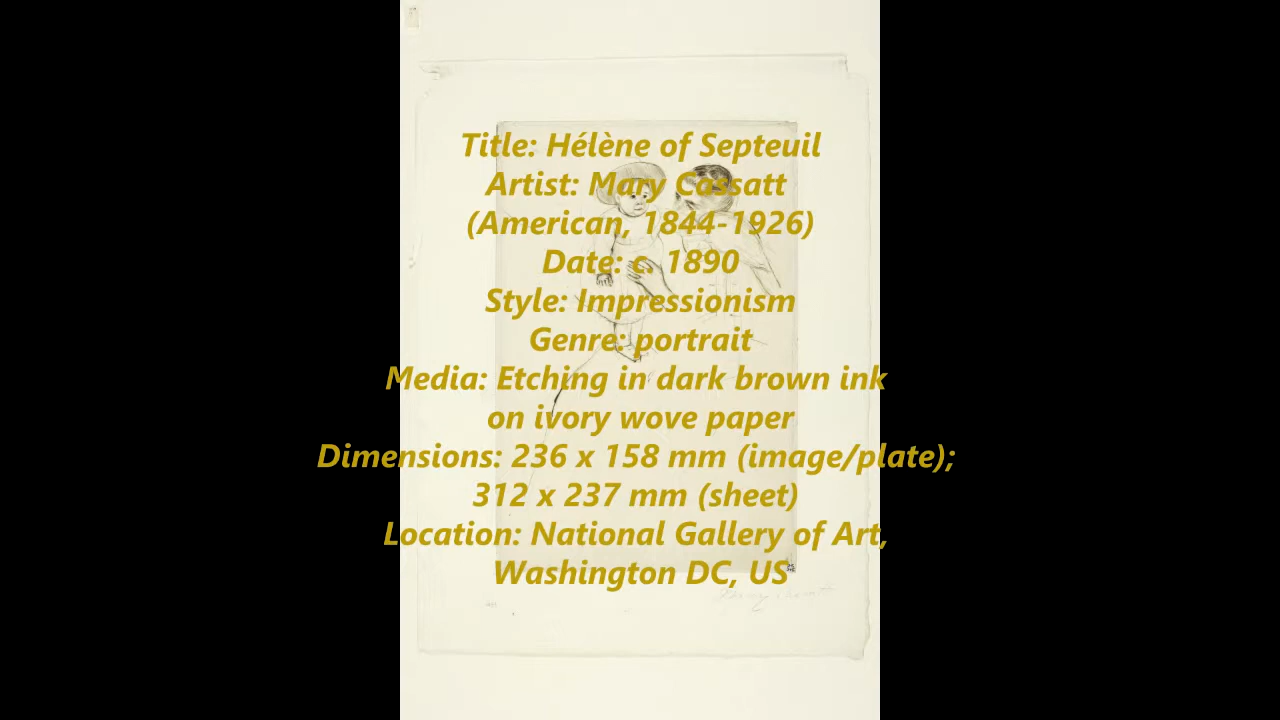 Title: Hélène of Septeuil
Artist: Mary Cassatt
(American, 1844-1926)
Date: c. 1890
Style: Impressionism
Genre: portrait
Media: Etching in dark brown ink
on ivory wove paper
Dimensions: 236 x 158 mm (image/plate);
312 x 237 mm (sheet)
Location: National Gallery of Art,
Washington DC, US